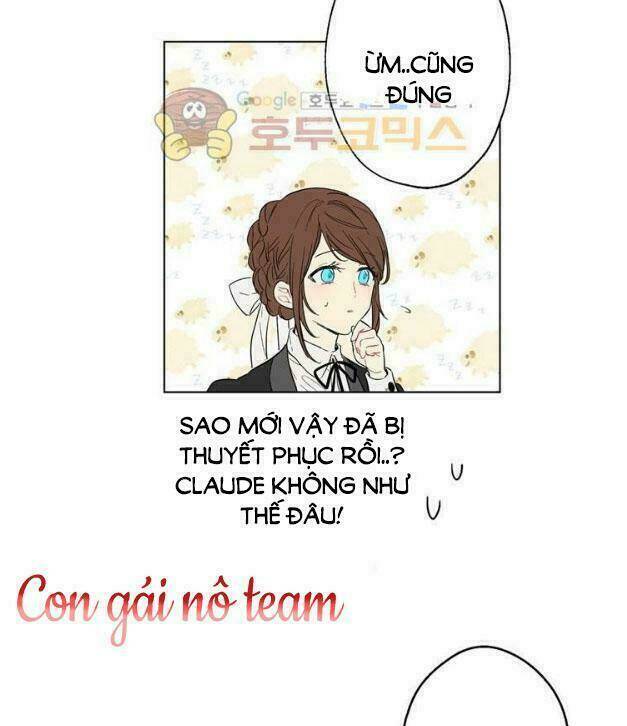 ỪM..CŨNG
ĐÚNG
Google
호두코믹스
SAO MỚI VẬY ĐÃ BỊ
THUYẾT PHỤC RỒI..?
CLAUDE KHÔNG NHƯ
THẾ ĐÂU!
Con gái nô team